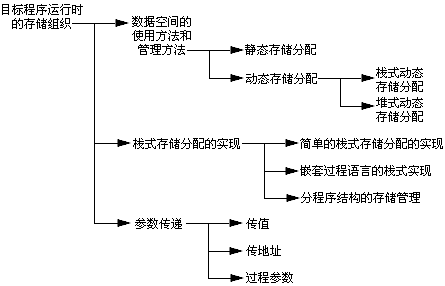 目标程序运行时
的存储组织
数据空间的
使用方法和
管理方法
静态存储分配
动态存储分配
栈式动态
存储分配
堆式动态
存储分配
栈式存储分配的实现
简单的栈式存储分配的实现
嵌套过程语言的栈式实现
分程序结构的存储管理
参数传递
传值
传地址
过程参数